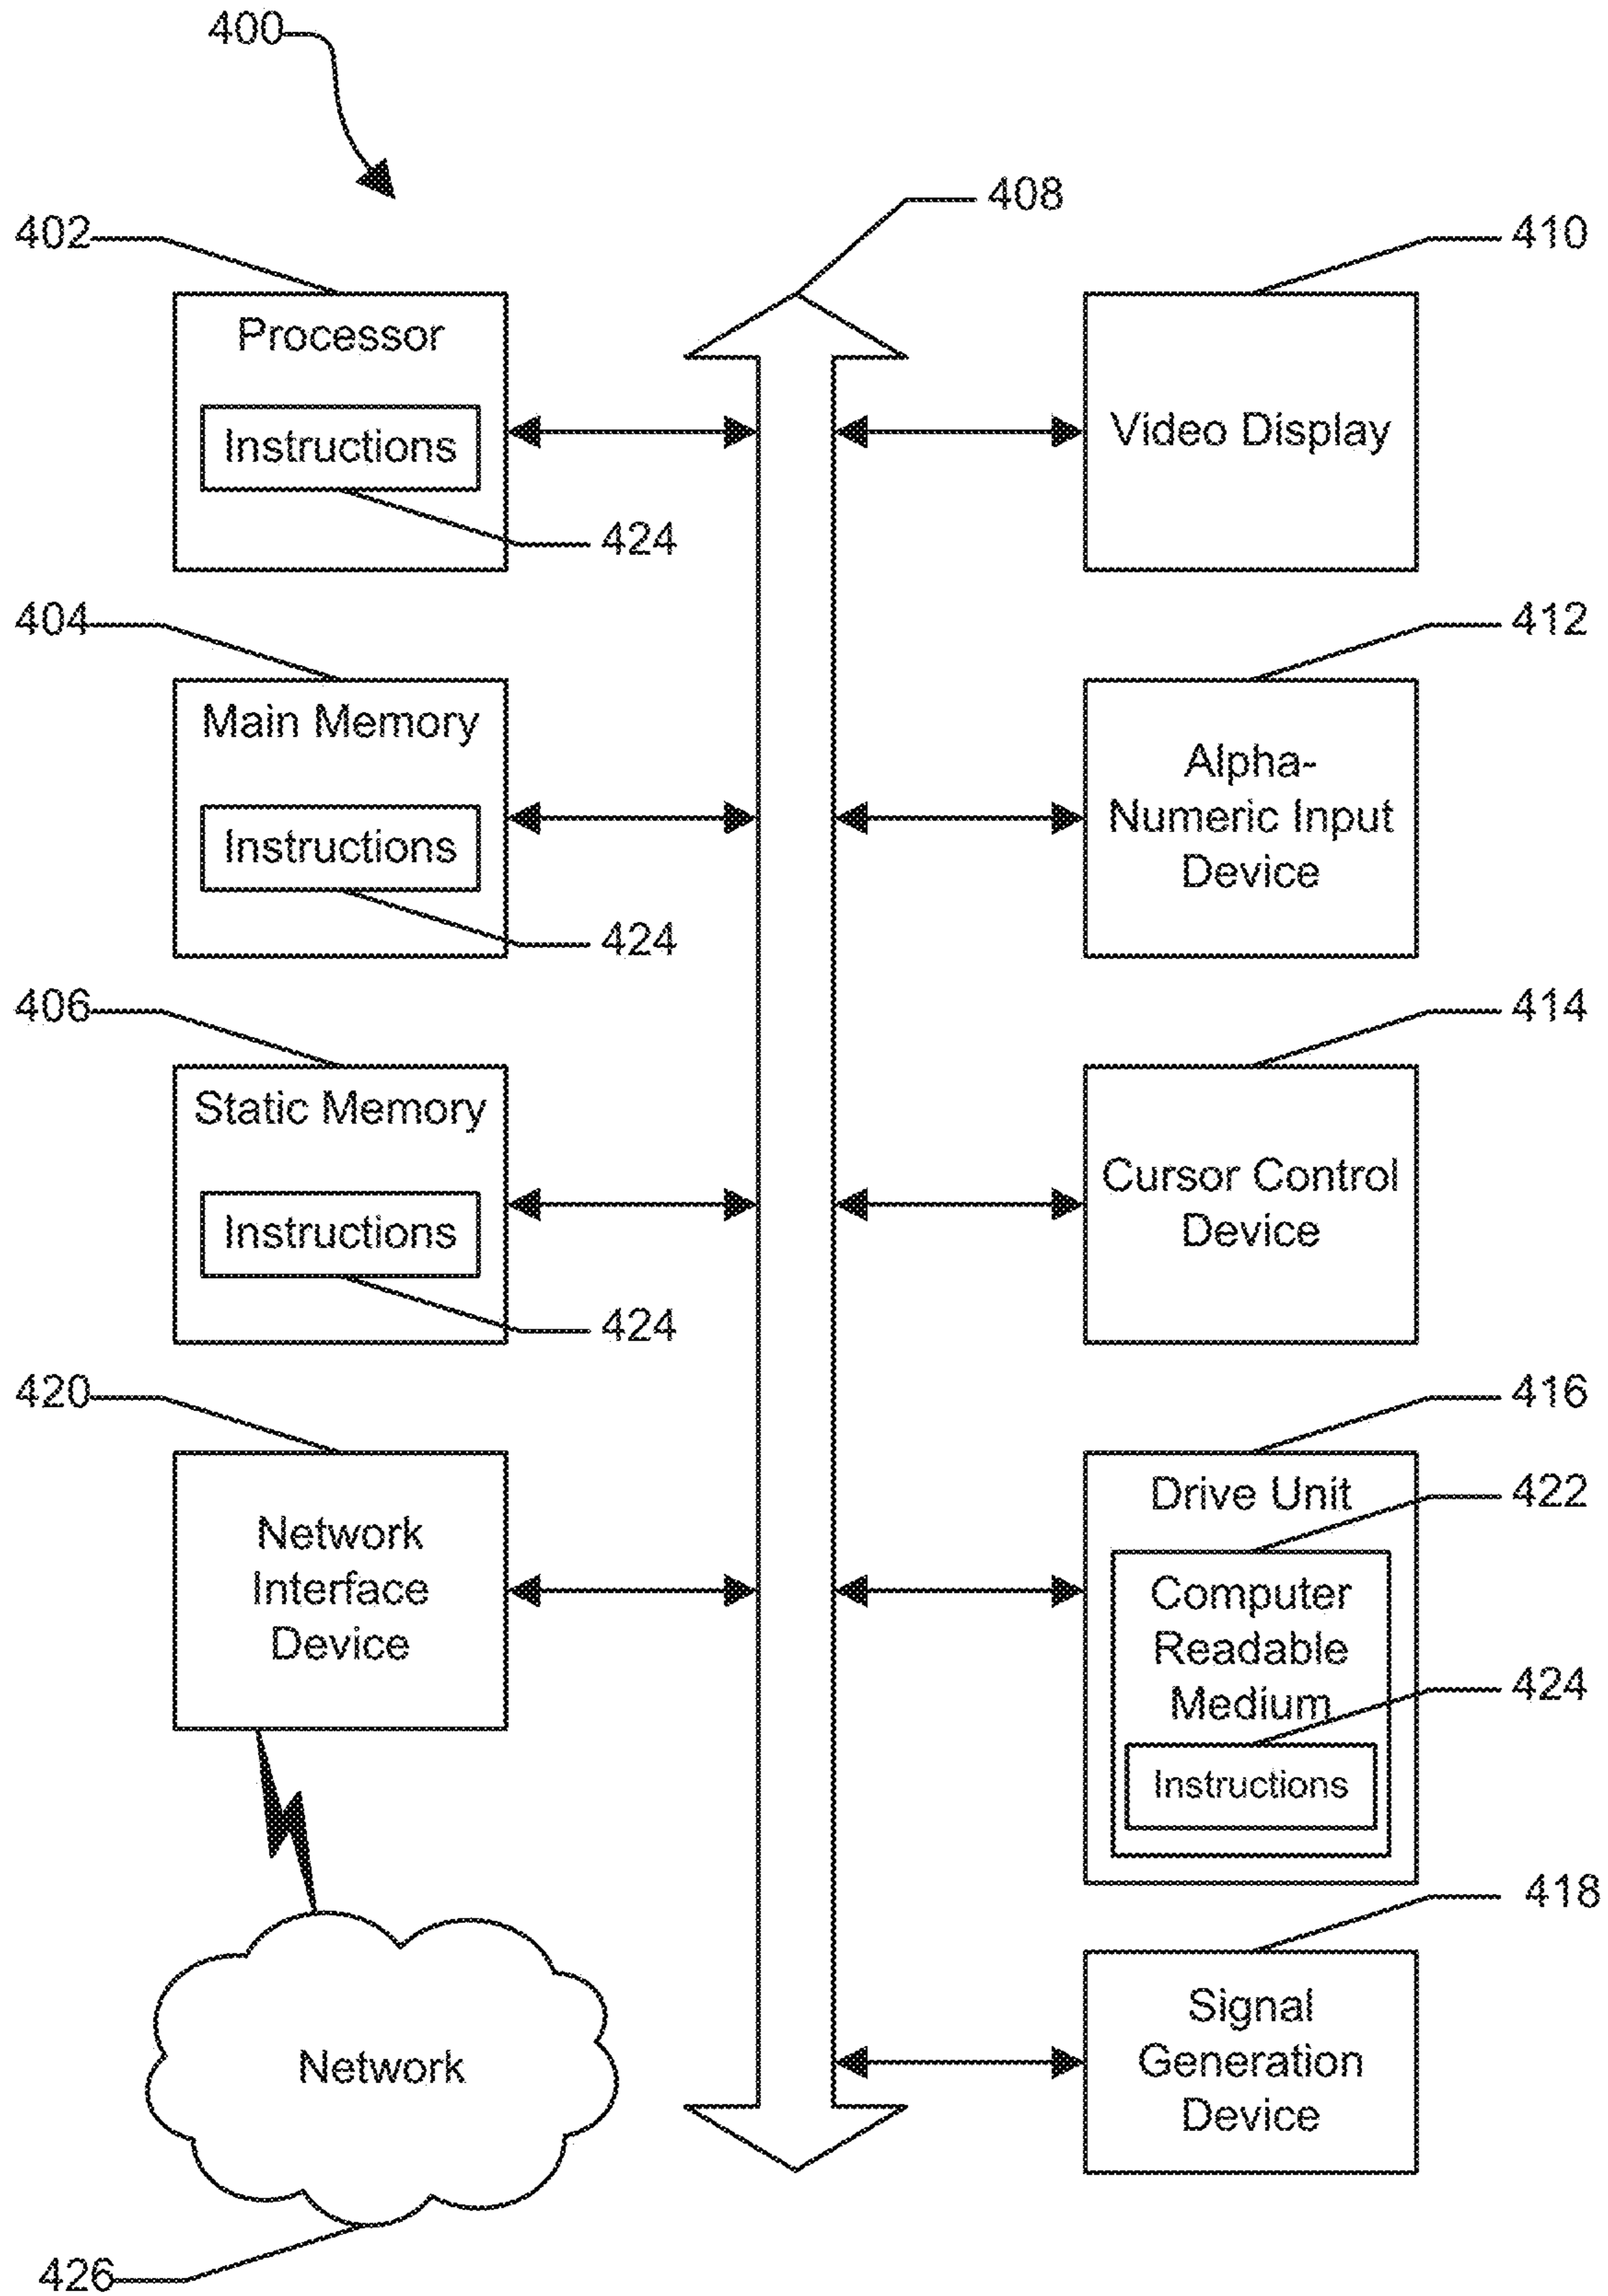 400
408
402
Processor
Instructions
424
410
Video Display
404
Main Memory
Instructions
424
412
Alpha-
Numeric Input
Device
406
Static Memory
Instructions
424
414
Cursor Control
Device
420
Network
Interface
Device
416
Drive Unit
422
Computer
Readable
Medium
424
Instructions
418
Signal
Generation
Device
Network
426